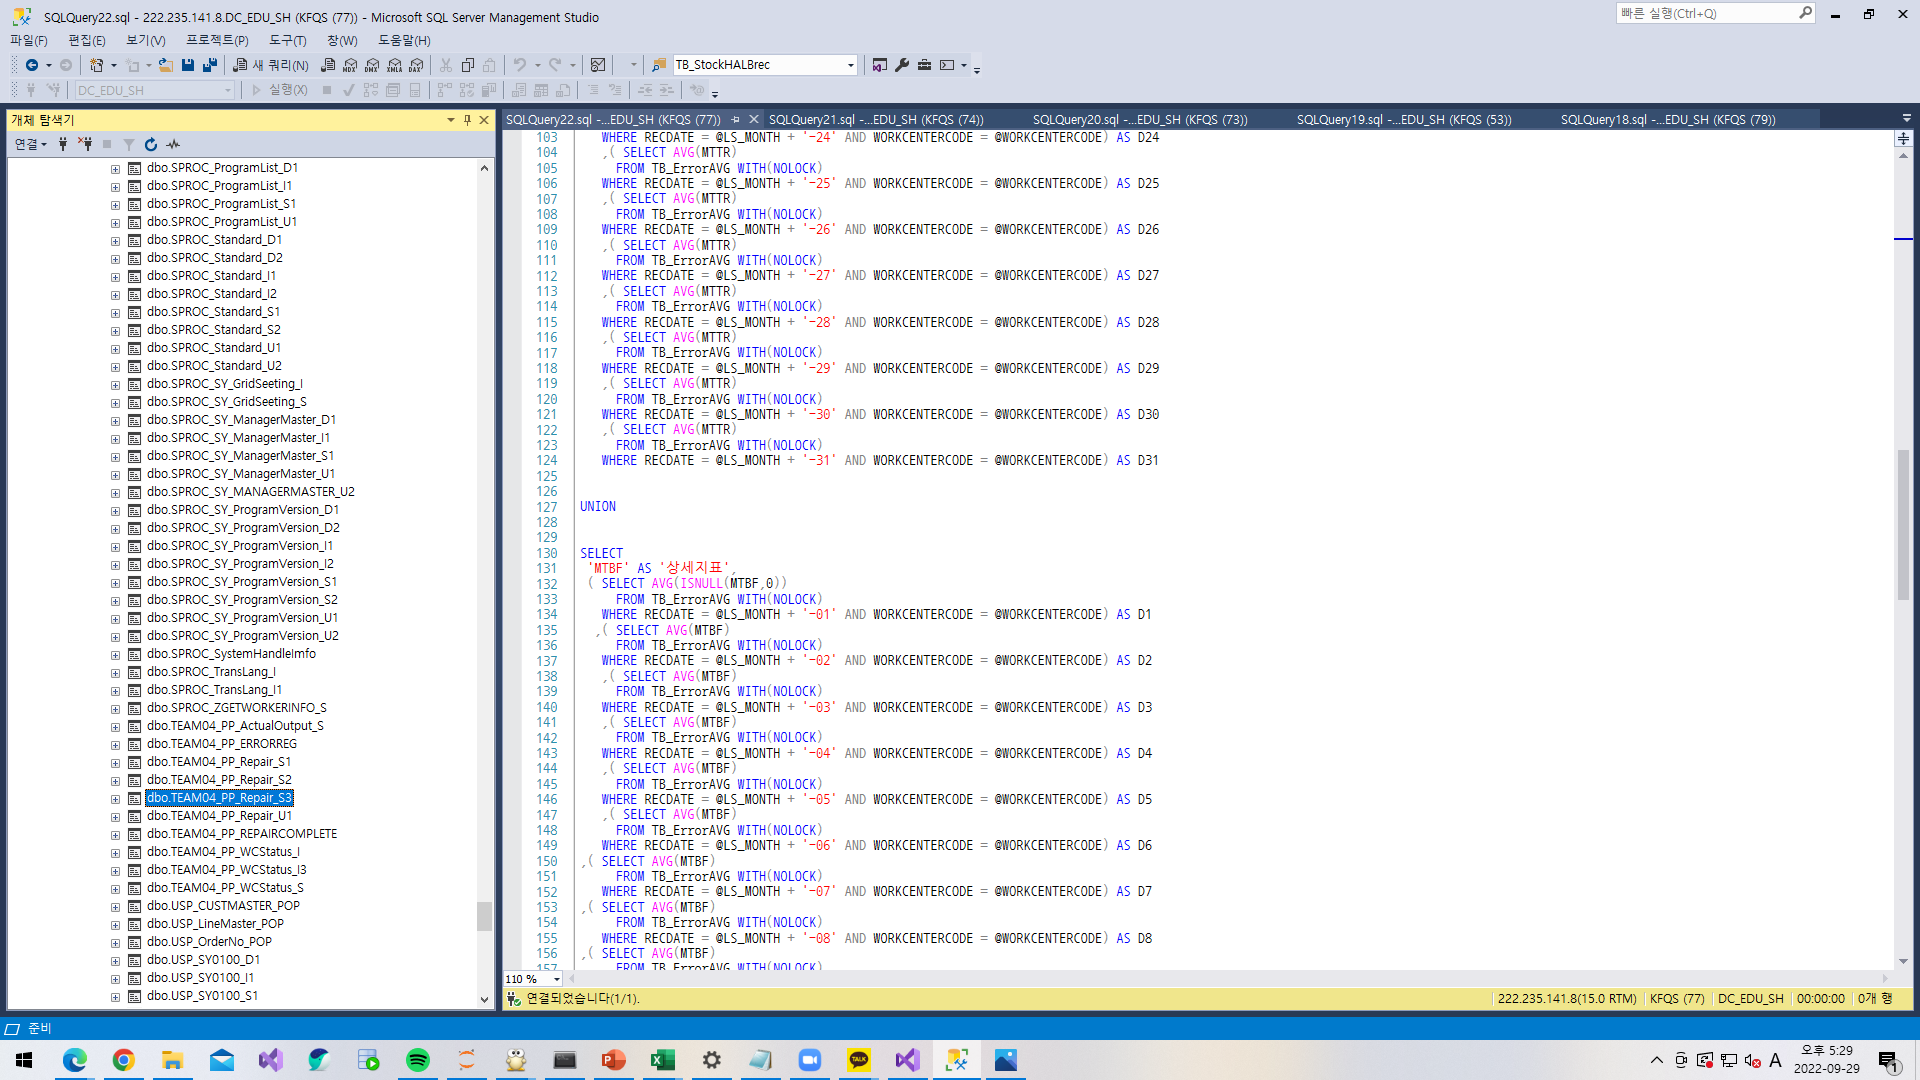 SQLQuery22.sql - 222.235.141.8.DC_EDU_SH (KFQS (77)) - Microsoft SQL Server Management Studio
빠른 실행(Ctrl+Q)
파일(F) 편집(E) 보기(V) 프로젝트(P) 도구(T) 창(W) 도움말(H)
새 쿼리(N) MDX DMX XMLA DAX TB_StockHALBrec
DC_EDU_SH 실행(X)
개체 탐색기
연결
dbo.SPROC_ProgramList_D1
dbo.SPROC_ProgramList_I1
dbo.SPROC_ProgramList_S1
dbo.SPROC_ProgramList_U1
dbo.SPROC_Standard_D1
dbo.SPROC_Standard_D2
dbo.SPROC_Standard_I1
dbo.SPROC_Standard_I2
dbo.SPROC_Standard_S1
dbo.SPROC_Standard_S2
dbo.SPROC_Standard_U1
dbo.SPROC_Standard_U2
dbo.SPROC_SY_GridSeeting_I
dbo.SPROC_SY_GridSeeting_S
dbo.SPROC_SY_ManagerMaster_D1
dbo.SPROC_SY_ManagerMaster_I1
dbo.SPROC_SY_ManagerMaster_S1
dbo.SPROC_SY_ManagerMaster_U1
dbo.SPROC_SY_MANAGERMASTER_U2
dbo.SPROC_SY_ProgramVersion_D1
dbo.SPROC_SY_ProgramVersion_D2
dbo.SPROC_SY_ProgramVersion_I1
dbo.SPROC_SY_ProgramVersion_I2
dbo.SPROC_SY_ProgramVersion_S1
dbo.SPROC_SY_ProgramVersion_S2
dbo.SPROC_SY_ProgramVersion_U1
dbo.SPROC_SY_ProgramVersion_U2
dbo.SPROC_SystemHandleImfo
dbo.SPROC_TransLang_I
dbo.SPROC_TransLang_I1
dbo.SPROC_ZGETWORKERINFO_S
dbo.TEAM04_PP_ActualOutput_S
dbo.TEAM04_PP_ERRORREG
dbo.TEAM04_PP_Repair_S1
dbo.TEAM04_PP_Repair_S2
dbo.TEAM04_PP_Repair_S3
dbo.TEAM04_PP_Repair_U1
dbo.TEAM04_PP_REPAIRCOMPLETE
dbo.TEAM04_PP_WCStatus_I
dbo.TEAM04_PP_WCStatus_I3
dbo.TEAM04_PP_WCStatus_S
dbo.USP_CUSTMASTER_POP
dbo.USP_LineMaster_POP
dbo.USP_OrderNo_POP
dbo.USP_SY0100_D1
dbo.USP_SY0100_I1
dbo.USP_SY0100_S1
SQLQuery22.sql -...EDU_SH (KFQS (77)) SQLQuery21.sql -...EDU_SH (KFQS (74)) SQLQuery20.sql -...EDU_SH (KFQS (73)) SQLQuery19.sql -...EDU_SH (KFQS (53)) SQLQuery18.sql -...EDU_SH (KFQS (79))
103 WHERE RECDATE = @LS_MONTH + '-24' AND WORKCENTERCODE = @WORKCENTERCODE) AS D24
104 ,( SELECT AVG(MTTR)
105 FROM TB_ErrorAVG WITH(NOLOCK)
106 WHERE RECDATE = @LS_MONTH + '-25' AND WORKCENTERCODE = @WORKCENTERCODE) AS D25
107 ,( SELECT AVG(MTTR)
108 FROM TB_ErrorAVG WITH(NOLOCK)
109 WHERE RECDATE = @LS_MONTH + '-26' AND WORKCENTERCODE = @WORKCENTERCODE) AS D26
110 ,( SELECT AVG(MTTR)
111 FROM TB_ErrorAVG WITH(NOLOCK)
112 WHERE RECDATE = @LS_MONTH + '-27' AND WORKCENTERCODE = @WORKCENTERCODE) AS D27
113 ,( SELECT AVG(MTTR)
114 FROM TB_ErrorAVG WITH(NOLOCK)
115 WHERE RECDATE = @LS_MONTH + '-28' AND WORKCENTERCODE = @WORKCENTERCODE) AS D28
116 ,( SELECT AVG(MTTR)
117 FROM TB_ErrorAVG WITH(NOLOCK)
118 WHERE RECDATE = @LS_MONTH + '-29' AND WORKCENTERCODE = @WORKCENTERCODE) AS D29
119 ,( SELECT AVG(MTTR)
120 FROM TB_ErrorAVG WITH(NOLOCK)
121 WHERE RECDATE = @LS_MONTH + '-30' AND WORKCENTERCODE = @WORKCENTERCODE) AS D30
122 ,( SELECT AVG(MTTR)
123 FROM TB_ErrorAVG WITH(NOLOCK)
124 WHERE RECDATE = @LS_MONTH + '-31' AND WORKCENTERCODE = @WORKCENTERCODE) AS D31
125
126
127 UNION
128
129
130 SELECT
131 'MTBF' AS '상세지표',
132 ( SELECT AVG(ISNULL(MTBF,0))
133 FROM TB_ErrorAVG WITH(NOLOCK)
134 WHERE RECDATE = @LS_MONTH + '-01' AND WORKCENTERCODE = @WORKCENTERCODE) AS D1
135 ,( SELECT AVG(MTBF)
136 FROM TB_ErrorAVG WITH(NOLOCK)
137 WHERE RECDATE = @LS_MONTH + '-02' AND WORKCENTERCODE = @WORKCENTERCODE) AS D2
138 ,( SELECT AVG(MTBF)
139 FROM TB_ErrorAVG WITH(NOLOCK)
140 WHERE RECDATE = @LS_MONTH + '-03' AND WORKCENTERCODE = @WORKCENTERCODE) AS D3
141 ,( SELECT AVG(MTBF)
142 FROM TB_ErrorAVG WITH(NOLOCK)
143 WHERE RECDATE = @LS_MONTH + '-04' AND WORKCENTERCODE = @WORKCENTERCODE) AS D4
144 ,( SELECT AVG(MTBF)
145 FROM TB_ErrorAVG WITH(NOLOCK)
146 WHERE RECDATE = @LS_MONTH + '-05' AND WORKCENTERCODE = @WORKCENTERCODE) AS D5
147 ,( SELECT AVG(MTBF)
148 FROM TB_ErrorAVG WITH(NOLOCK)
149 WHERE RECDATE = @LS_MONTH + '-06' AND WORKCENTERCODE = @WORKCENTERCODE) AS D6
150 ,( SELECT AVG(MTBF)
151 FROM TB_ErrorAVG WITH(NOLOCK)
152 WHERE RECDATE = @LS_MONTH + '-07' AND WORKCENTERCODE = @WORKCENTERCODE) AS D7
153 ,( SELECT AVG(MTBF)
154 FROM TB_ErrorAVG WITH(NOLOCK)
155 WHERE RECDATE = @LS_MONTH + '-08' AND WORKCENTERCODE = @WORKCENTERCODE) AS D8
156 ,( SELECT AVG(MTBF)
157 FROM TB_ErrorAVG WITH(NOLOCK)
110 %
연결되었습니다(1/1). 222.235.141.8(15.0 RTM) KFQS (77) DC_EDU_SH 00:00:00 0개 행
준비
TALK
A
오후 5:29
2022-09-29
1